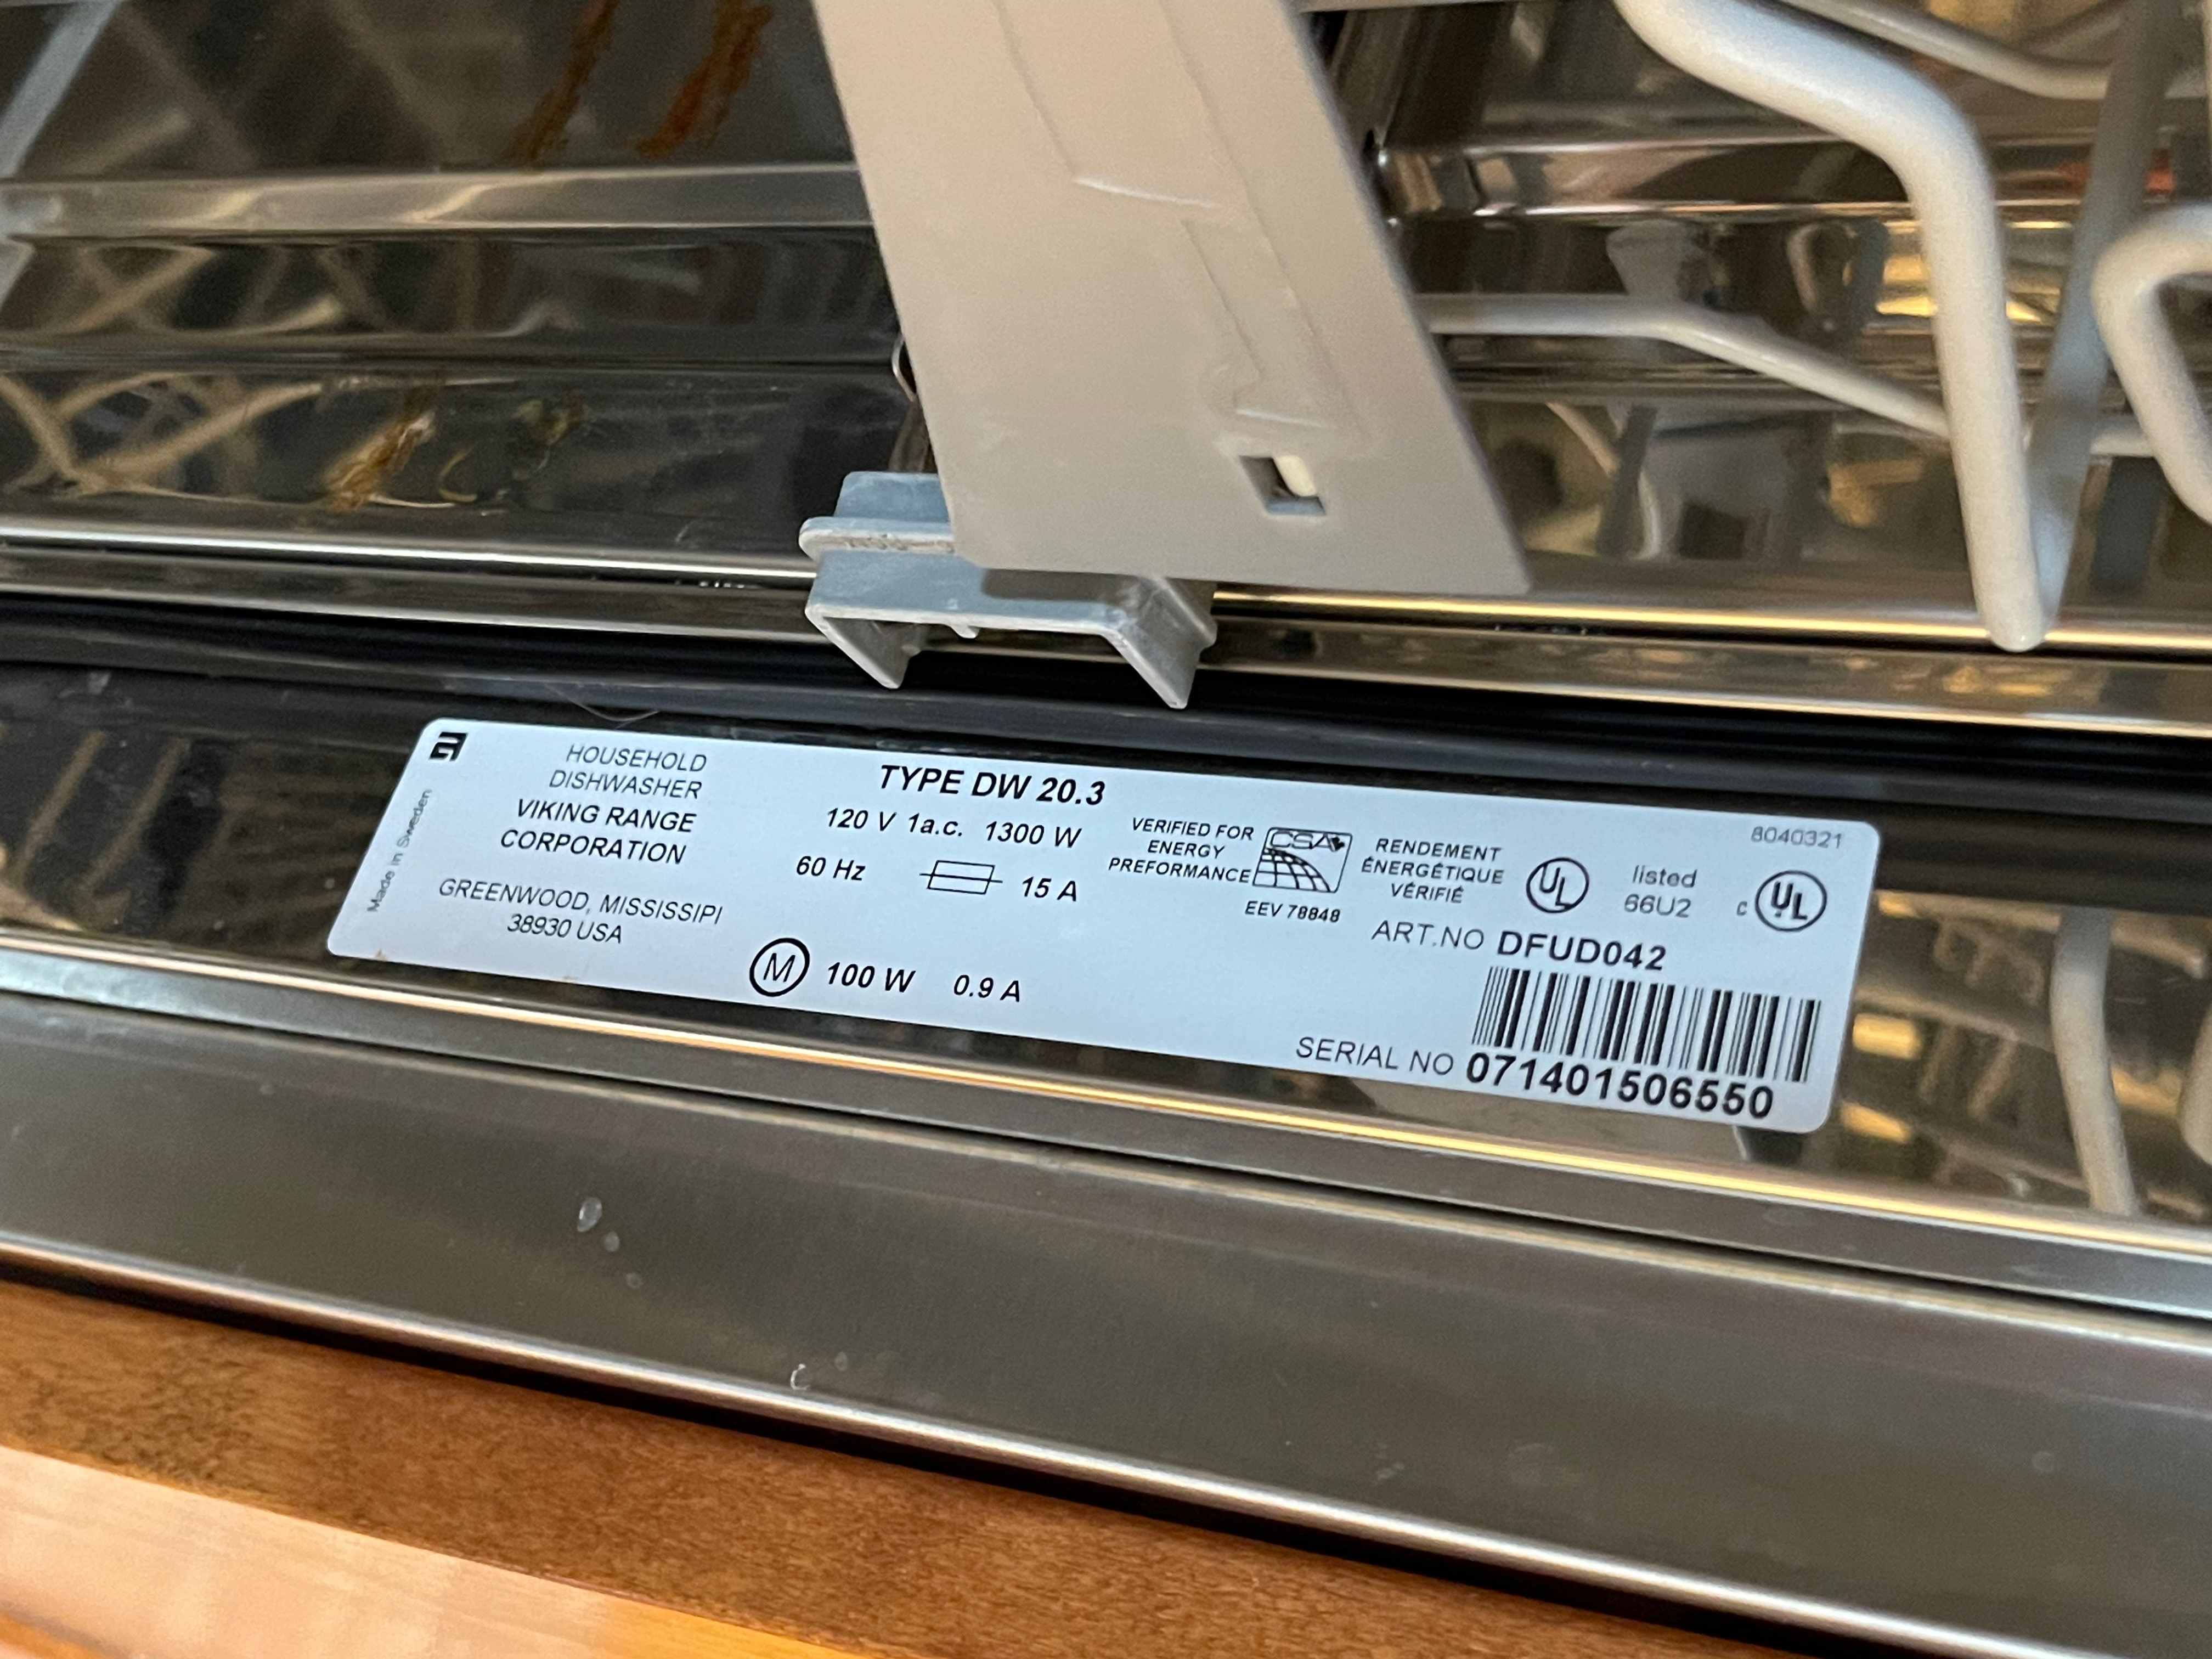 Made in Sweden
HOUSEHOLD
DISHWASHER
VIKING RANGE
CORPORATION
GREENWOOD, MISSISSIPI
38930 USA
TYPE DW 20.3
120 V 1a.c. 1300 W
60 Hz 15 A
M 100 W 0.9 A
VERIFIED FOR
ENERGY
PREFORMANCE
CSA
EEV 78848
RENDEMENT
ÉNERGÉTIQUE
VÉRIFIÉ
UL
listed
66U2
c UL
8040321
ART.NO DFUD042
SERIAL NO 071401506550